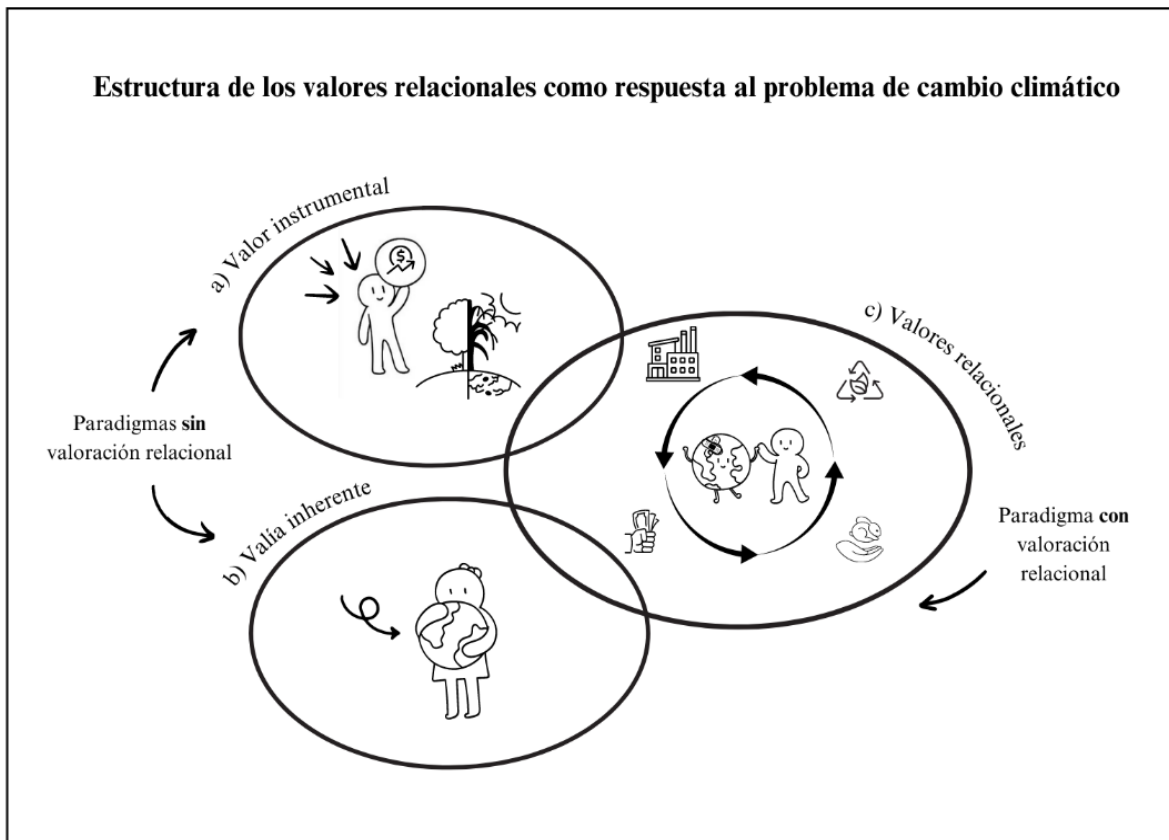 Estructura de los valores relacionales como respuesta al problema de cambio climático
a) Valor instrumental
$
c) Valores relacionales
Paradigmas sin
valoración relacional
b) Valía inherente
Paradigma con
valoración
relacional